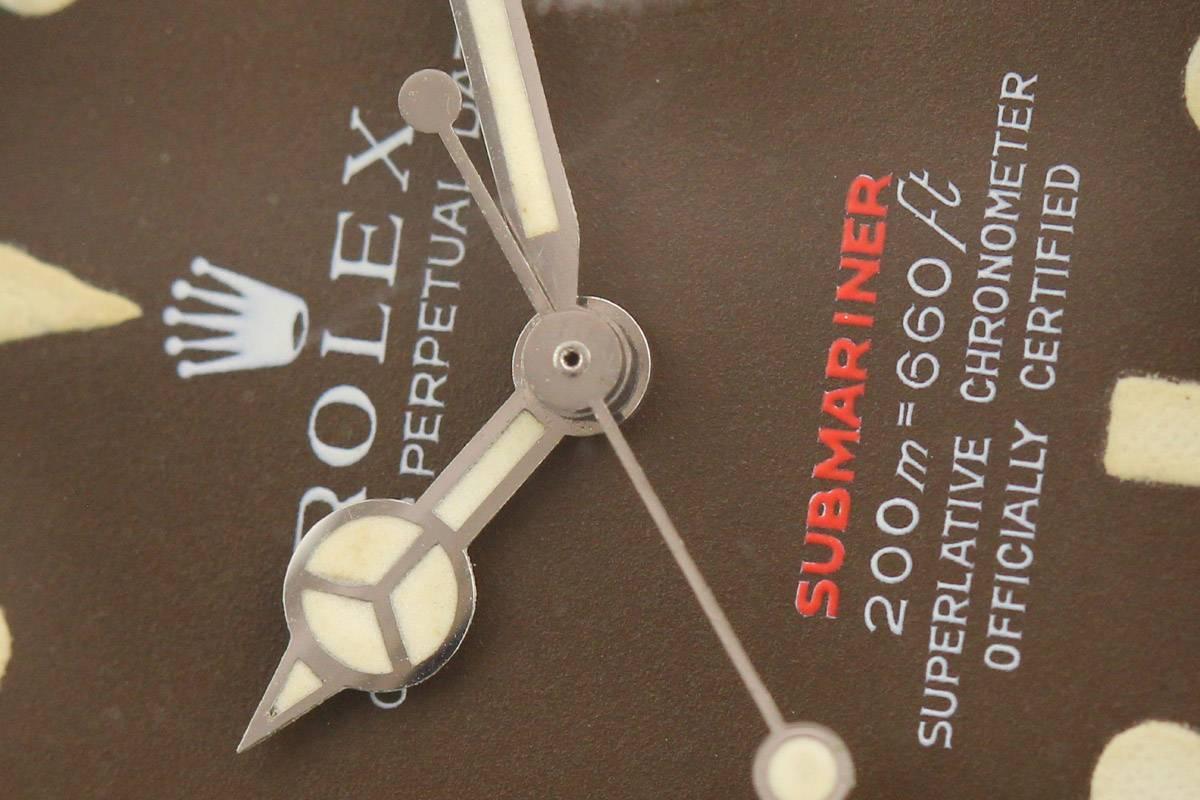 ROLEX
PERPETUAL
SUBMARINER
200m=660ft
SUPERLATIVE CHRONOMETER
OFFICIALLY CERTIFIED